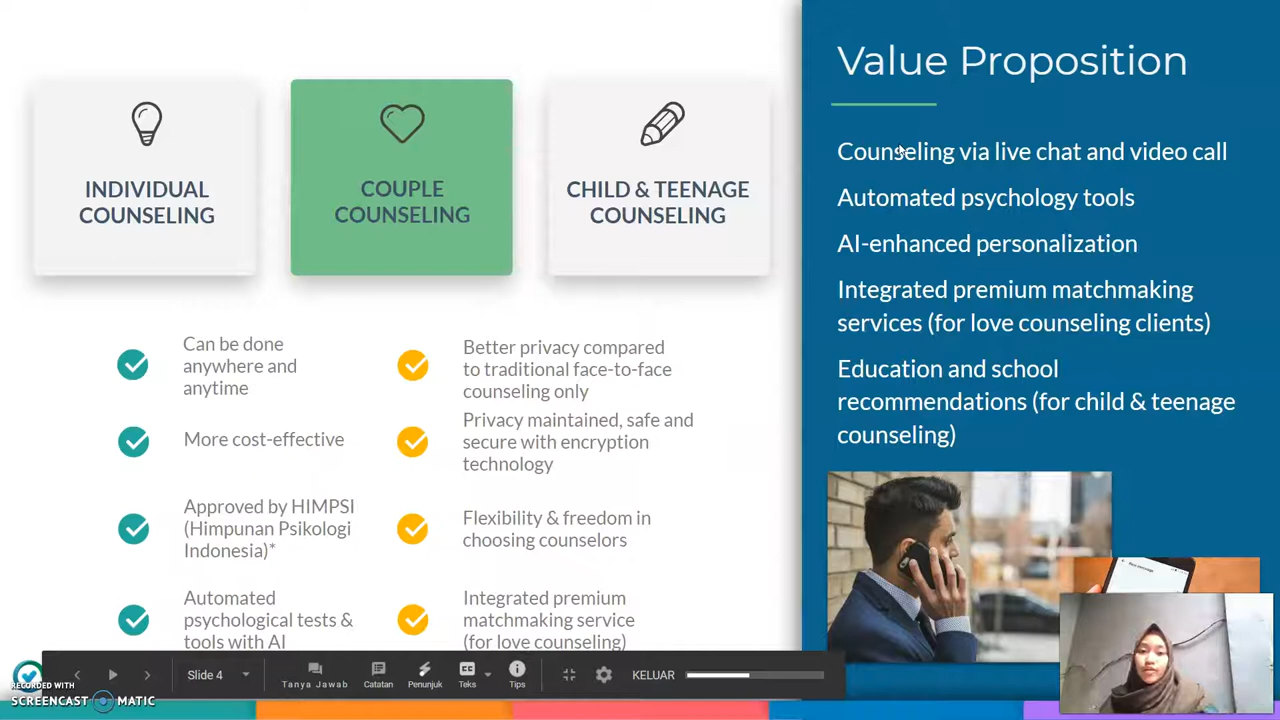 INDIVIDUAL
COUNSELING
COUPLE
COUNSELING
CHILD & TEENAGE
COUNSELING
Can be done
anywhere and
anytime
More cost-effective
Approved by HIMPSI
(Himpunan Psikologi
Indonesia)*
Automated
psychological tests &
tools with AI
Better privacy compared
to traditional face-to-face
counseling only
Privacy maintained, safe and
secure with encryption
technology
Flexibility & freedom in
choosing counselors
Integrated premium
matchmaking service
(for love counseling)
Value Proposition
Counseling via live chat and video call
Automated psychology tools
AI-enhanced personalization
Integrated premium matchmaking
services (for love counseling clients)
Education and school
recommendations (for child & teenage
counseling)
Slide 4
Tanya Jawab
Catatan
Penunjuk
CC
Teks
Tips
KELUAR
RECORDED WITH
SCREENCAST MATIC